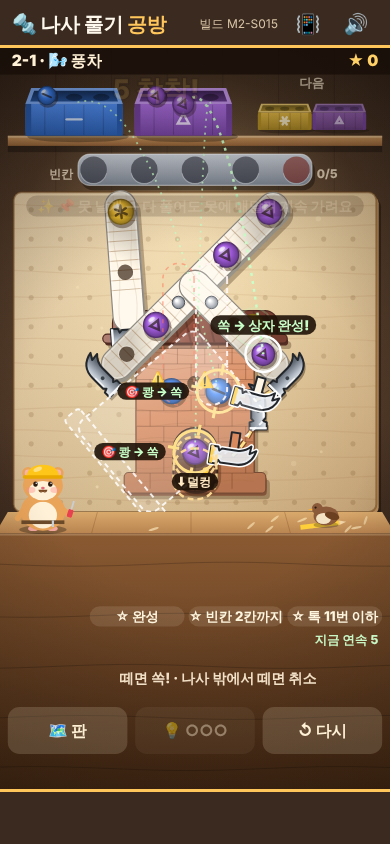 나사 풀기 공방
빌드 M2-S015
2-1 · 풍차
★ 0
다음
빈칸
0/5
쏙 → 상자 완성!
쾅 → 쏙
쾅 → 쏙
⬇덜컹
☆ 완성
☆ 빈칸 2칸까지
☆ 톡 11번 이하
지금 연속 5
떼면 쏙! · 나사 밖에서 떼면 취소
판
다시